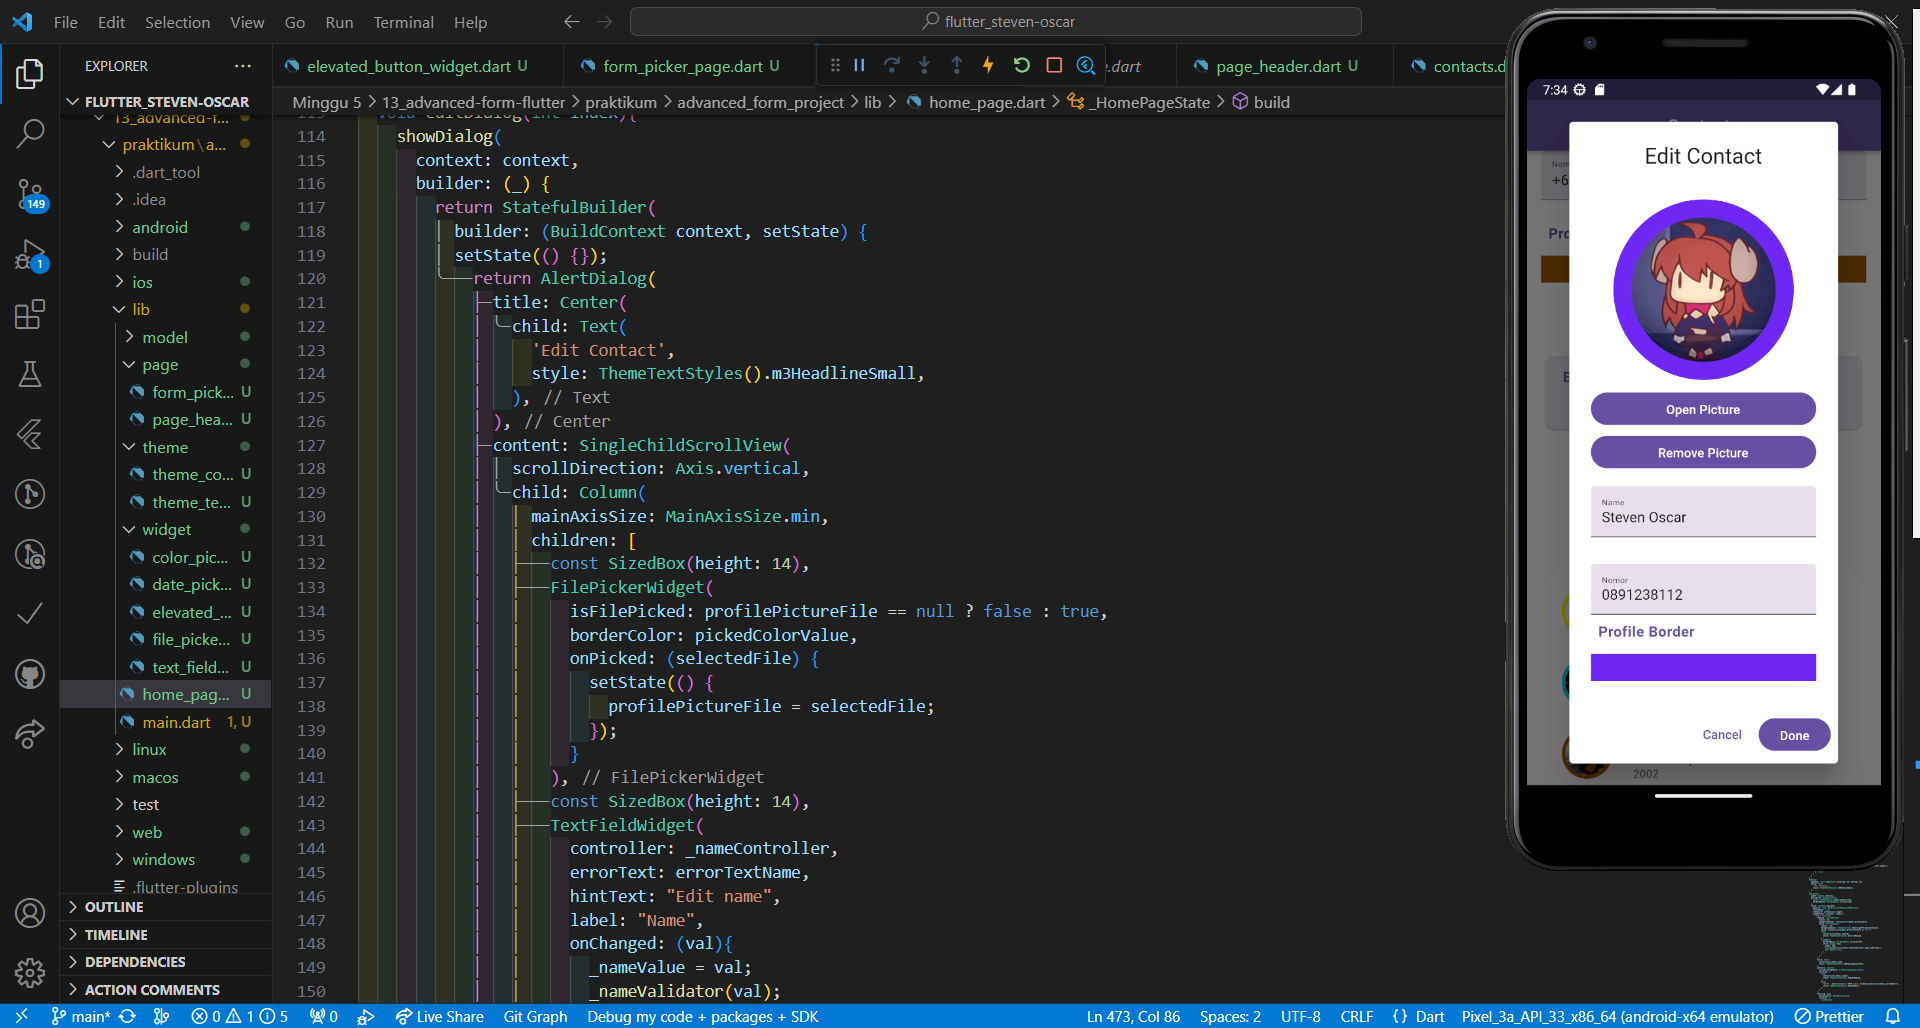 File Edit Selection View Go Run Terminal Help
flutter_steven-oscar
EXPLORER
FLUTTER_STEVEN-OSCAR
13_advanced-f...
praktikum\a...
.dart_tool
.idea
android
build
ios
lib
model
page
form_pick... U
page_hea... U
theme
theme_co... U
theme_te... U
widget
color_pic... U
date_pick... U
elevated_... U
file_picke... U
text_field... U
home_pag... U
main.dart 1, U
linux
macos
test
web
windows
.flutter-plugins
OUTLINE
TIMELINE
DEPENDENCIES
ACTION COMMENTS
149
1
elevated_button_widget.dart U
form_picker_page.dart U
e.dart
page_header.dart U
contacts.d
Minggu 5 > 13_advanced-form-flutter > praktikum > advanced_form_project > lib > home_page.dart > _HomePageState > build
113 void editDialog(int index){
114 showDialog(
115 context: context,
116 builder: (_) {
117 return StatefulBuilder(
118 builder: (BuildContext context, setState) {
119 setState(() {});
120 return AlertDialog(
121 title: Center(
122 child: Text(
123 'Edit Contact',
124 style: ThemeTextStyles().m3HeadlineSmall,
125 ), // Text
126 ), // Center
127 content: SingleChildScrollView(
128 scrollDirection: Axis.vertical,
129 child: Column(
130 mainAxisSize: MainAxisSize.min,
131 children: [
132 const SizedBox(height: 14),
133 FilePickerWidget(
134 isFilePicked: profilePictureFile == null ? false : true,
135 borderColor: pickedColorValue,
136 onPicked: (selectedFile) {
137 setState(() {
138 profilePictureFile = selectedFile;
139 });
140 }
141 ), // FilePickerWidget
142 const SizedBox(height: 14),
143 TextFieldWidget(
144 controller: _nameController,
145 errorText: errorTextName,
146 hintText: "Edit name",
147 label: "Name",
148 onChanged: (val){
149 _nameValue = val;
150 _nameValidator(val);
7:34
Nom
+6
Pro
Edit Contact
Open Picture
Remove Picture
Name
Steven Oscar
Nomor
0891238112
Profile Border
Cancel
Done
2002
main* 0 1 5 0 Live Share Git Graph Debug my code + packages + SDK
Ln 473, Col 86 Spaces: 2 UTF-8 CRLF {} Dart Pixel_3a_API_33_x86_64 (android-x64 emulator) Prettier